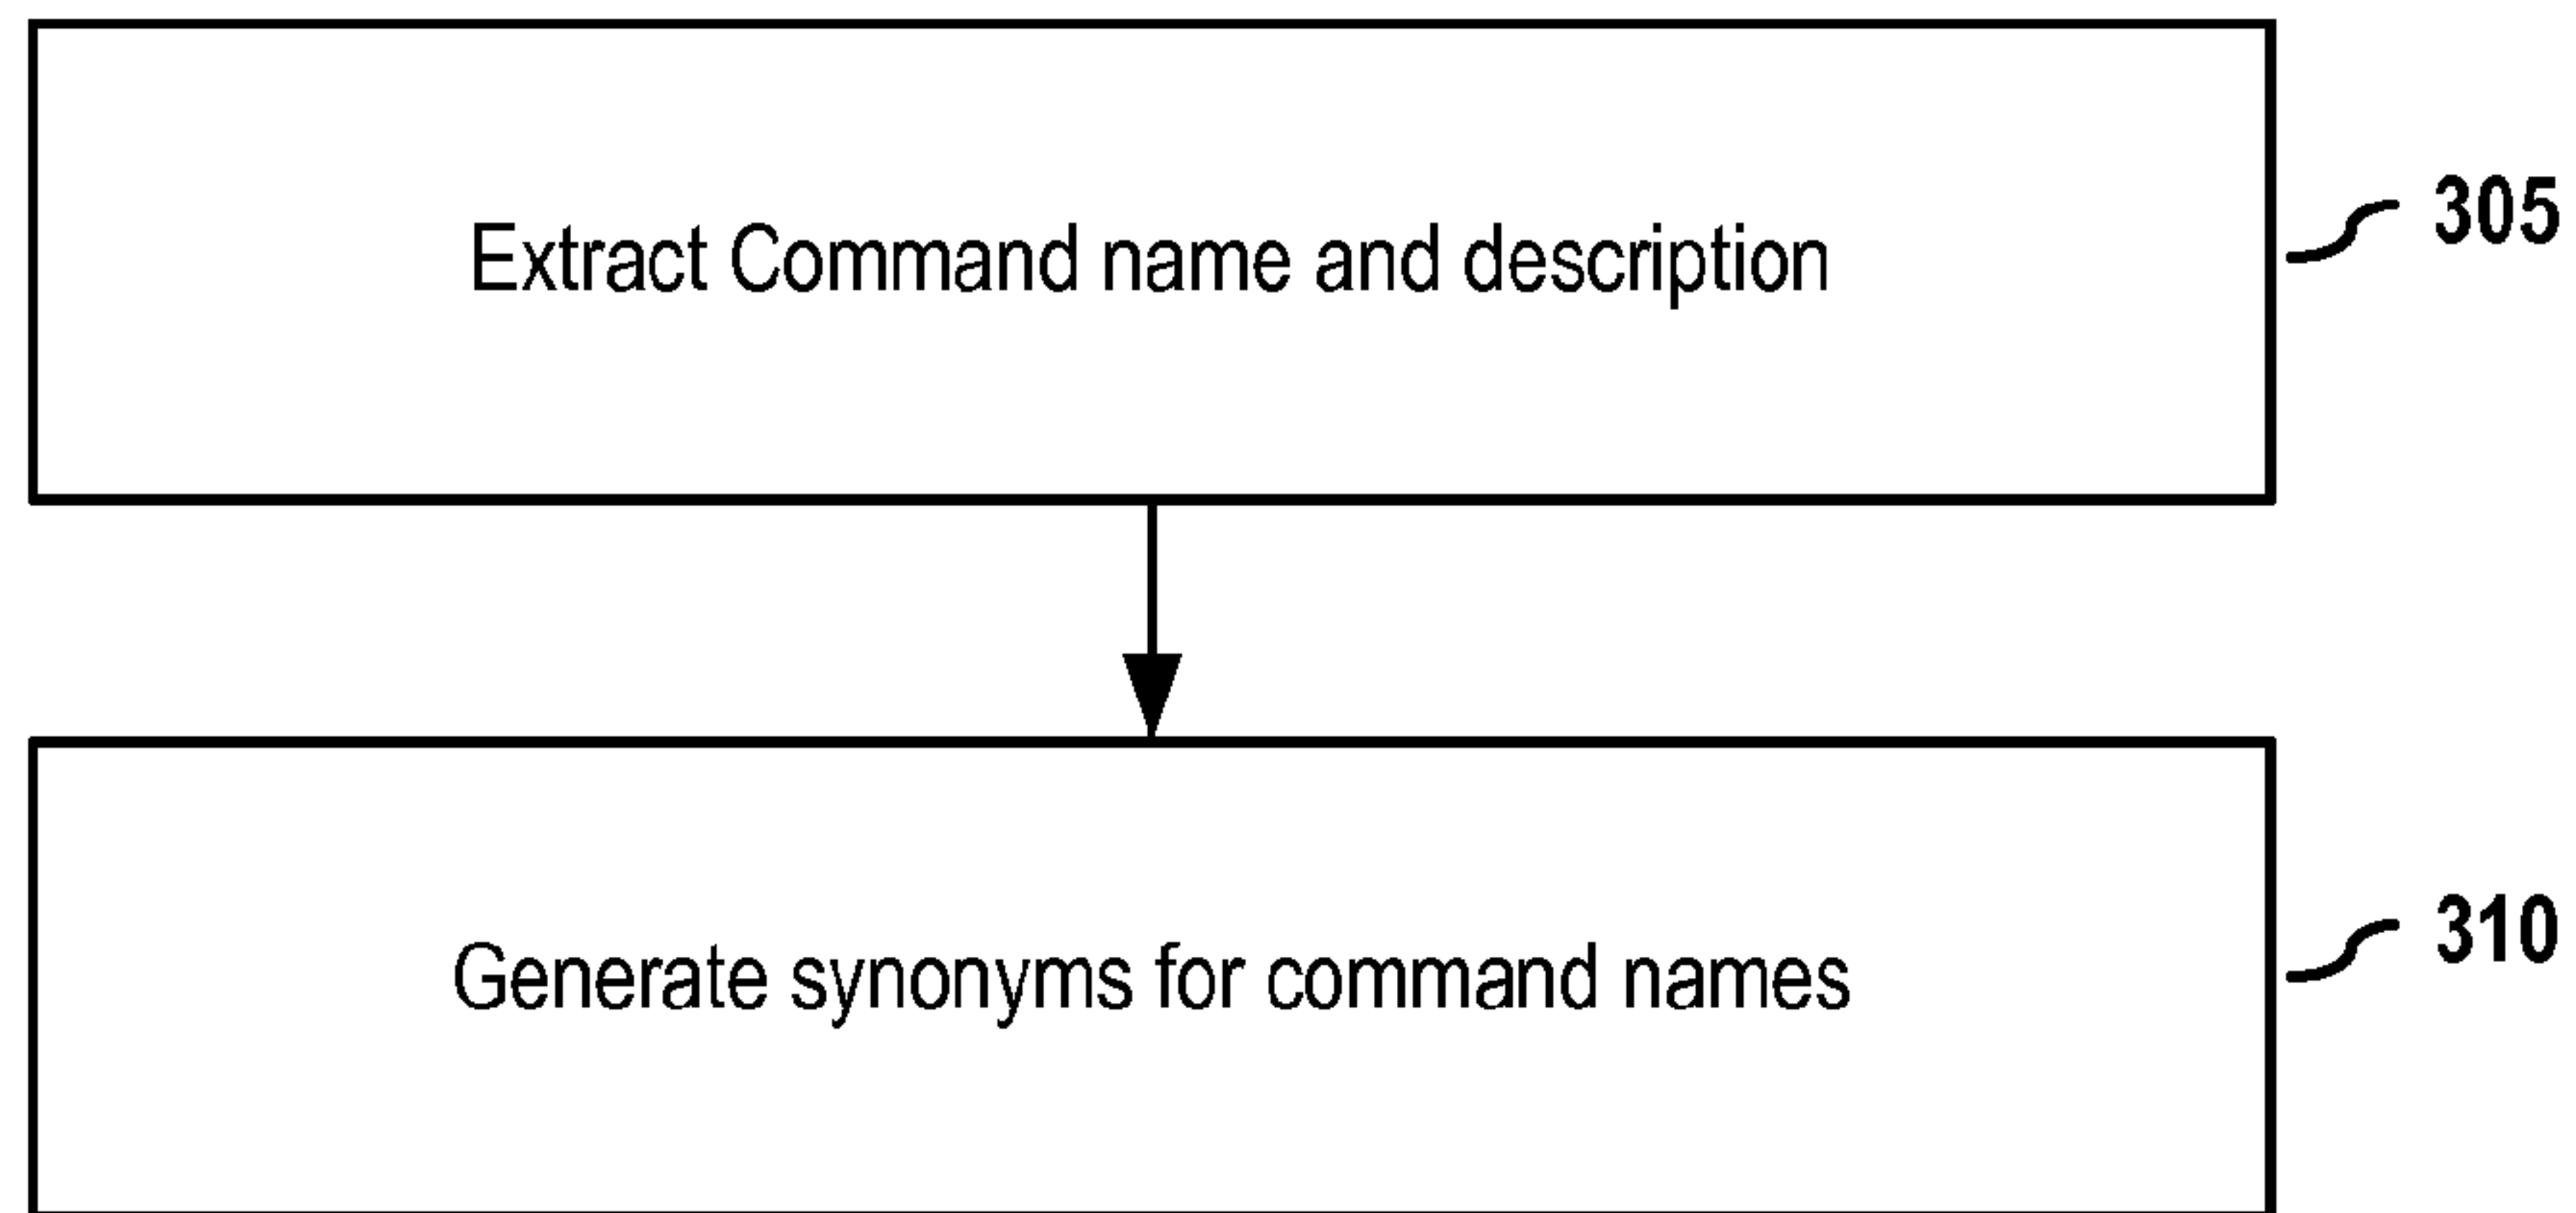 Extract Command name and description
305
Generate synonyms for command names
310